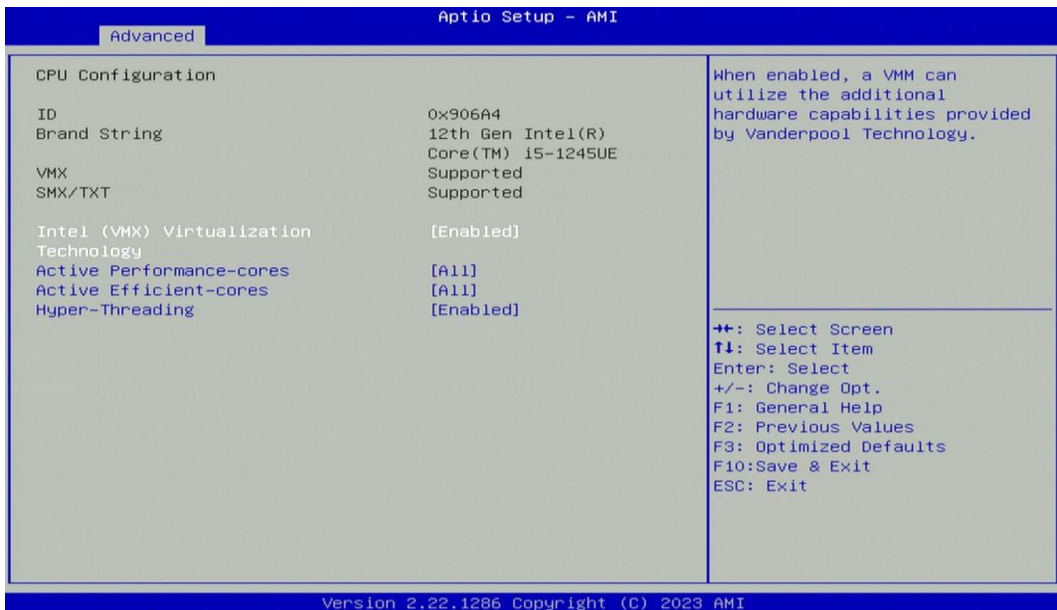 Aptio Setup – AMI
Advanced
CPU Configuration
ID 0x906A4
Brand String 12th Gen Intel(R)
Core(TM) i5-1245UE
VMX Supported
SMX/TXT Supported
Intel (VMX) Virtualization [Enabled]
Technology
Active Performance-cores [All]
Active Efficient-cores [All]
Hyper-Threading [Enabled]
When enabled, a VMM can
utilize the additional
hardware capabilities provided
by Vanderpool Technology.
→←: Select Screen
↑↓: Select Item
Enter: Select
+/-: Change Opt.
F1: General Help
F2: Previous Values
F3: Optimized Defaults
F10:Save & Exit
ESC: Exit
Version 2.22.1286 Copyright (C) 2023 AMI